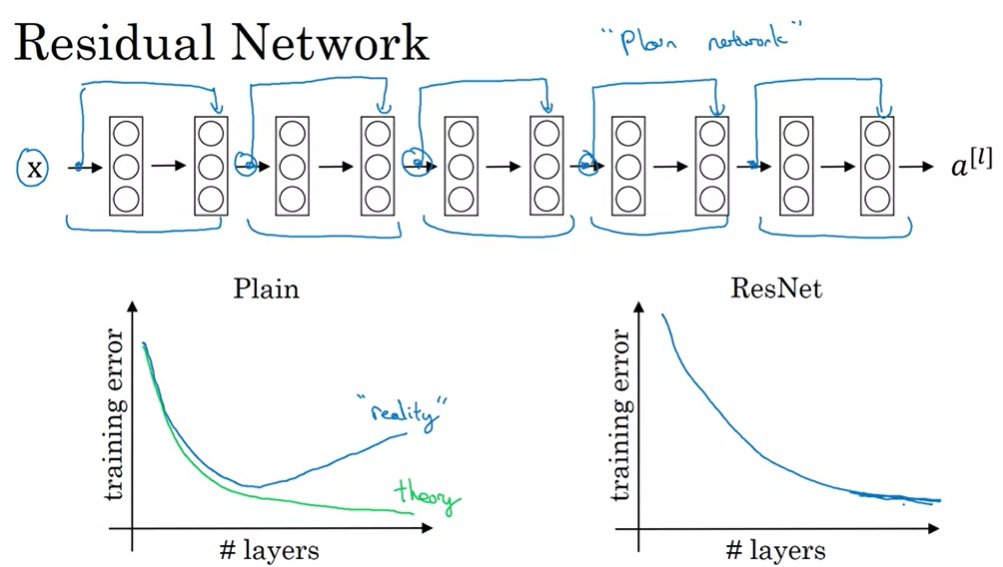 Residual Network
"Plain network"
x
a[l]
Plain
training error
"reality"
theory
# layers
ResNet
training error
# layers